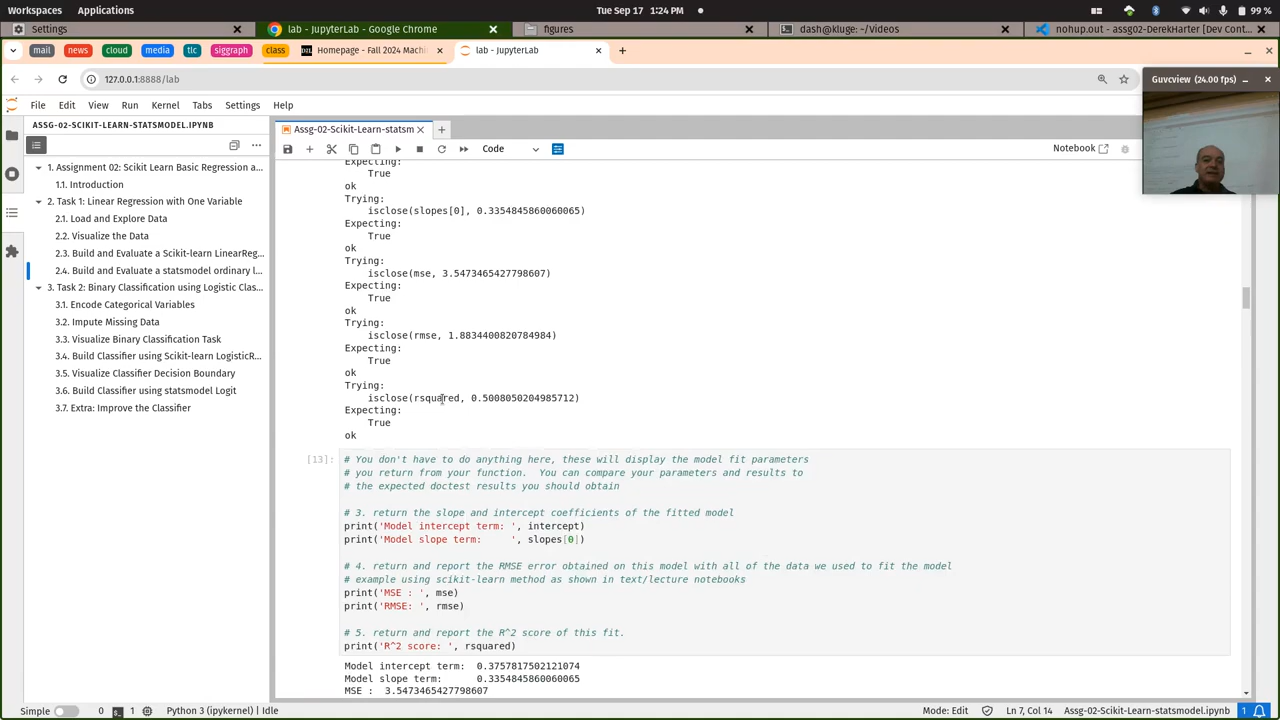 Workspaces Applications Tue Sep 17 1:24 PM 99 %
Settings lab - JupyterLab - Google Chrome figures dash@kluge: ~/Videos nohup.out - assg02-DerekHarter [Dev Cont...
mail news cloud media tlc siggraph class Homepage - Fall 2024 Machi lab - JupyterLab
127.0.0.1:8888/lab
Guvcview (24.00 fps)
File Edit View Run Kernel Tabs Settings Help
ASSG-02-SCIKIT-LEARN-STATSMODEL.IPYNB
1. Assignment 02: Scikit Learn Basic Regression a...
1.1. Introduction
2. Task 1: Linear Regression with One Variable
2.1. Load and Explore Data
2.2. Visualize the Data
2.3. Build and Evaluate a Scikit-learn LinearReg...
2.4. Build and Evaluate a statsmodel ordinary l...
3. Task 2: Binary Classification using Logistic Clas...
3.1. Encode Categorical Variables
3.2. Impute Missing Data
3.3. Visualize Binary Classification Task
3.4. Build Classifier using Scikit-learn LogisticR...
3.5. Visualize Classifier Decision Boundary
3.6. Build Classifier using statsmodel Logit
3.7. Extra: Improve the Classifier
Assg-02-Scikit-Learn-statsm
Code Notebook
Expecting:
True
ok
Trying:
isclose(slopes[0], 0.3354845860060065)
Expecting:
True
ok
Trying:
isclose(mse, 3.5473465427798607)
Expecting:
True
ok
Trying:
isclose(rmse, 1.8834400820784984)
Expecting:
True
ok
Trying:
isclose(rsquared, 0.5008050204985712)
Expecting:
True
ok
[13]:
# You don't have to do anything here, these will display the model fit parameters
# you return from your function.  You can compare your parameters and results to
# the expected doctest results you should obtain
# 3. return the slope and intercept coefficients of the fitted model
print('Model intercept term: ', intercept)
print('Model slope term:     ', slopes[0])
# 4. return and report the RMSE error obtained on this model with all of the data we used to fit the model
# example using scikit-learn method as shown in text/lecture notebooks
print('MSE : ', mse)
print('RMSE: ', rmse)
# 5. return and report the R^2 score of this fit.
print('R^2 score: ', rsquared)
Model intercept term:  0.3757817502121074
Model slope term:      0.3354845860060065
MSE :  3.5473465427798607
Simple 0 1 Python 3 (ipykernel) | Idle Mode: Edit Ln 7, Col 14 Assg-02-Scikit-Learn-statsmodel.ipynb 1